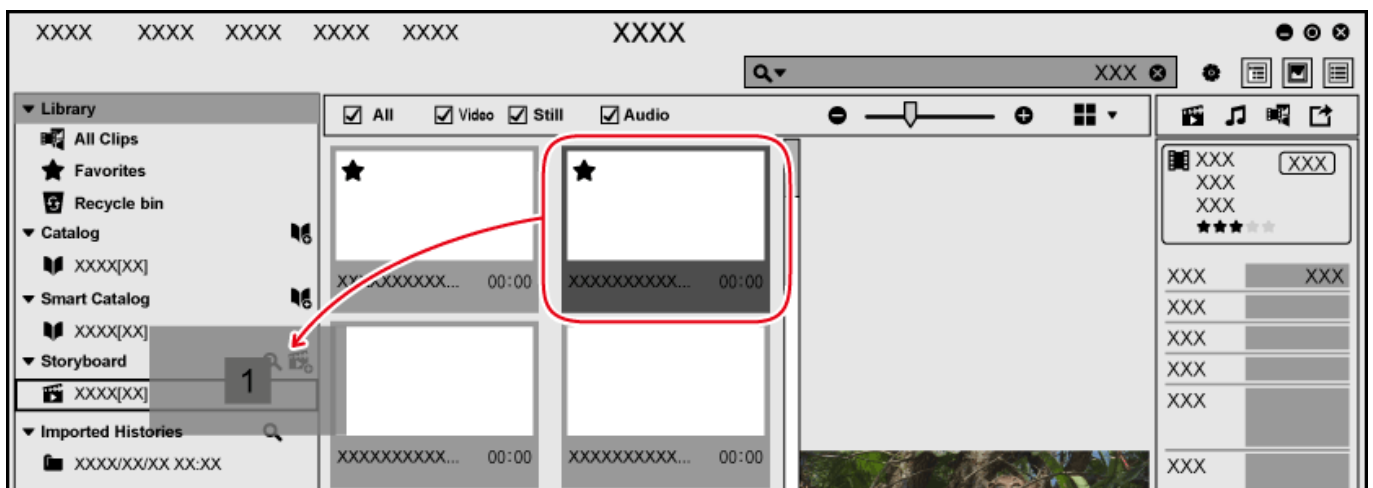 XXXX XXXX XXXX XXXX XXXX XXXX
XXX
Library
All Clips
Favorites
Recycle bin
Catalog
XXXX[XX]
Smart Catalog
XXXX[XX]
Storyboard
XXXX[XX]
1
Imported Histories
XXXX/XX/XX XX:XX
All Video Still Audio
XXXXXXXXXX... 00:00 XXXXXXXXXX... 00:00
XXXXXXXXXX... 00:00 XXXXXXXXXX... 00:00
XXX XXX
XXX
XXX
XXX XXX
XXX
XXX
XXX
XXX
XXX